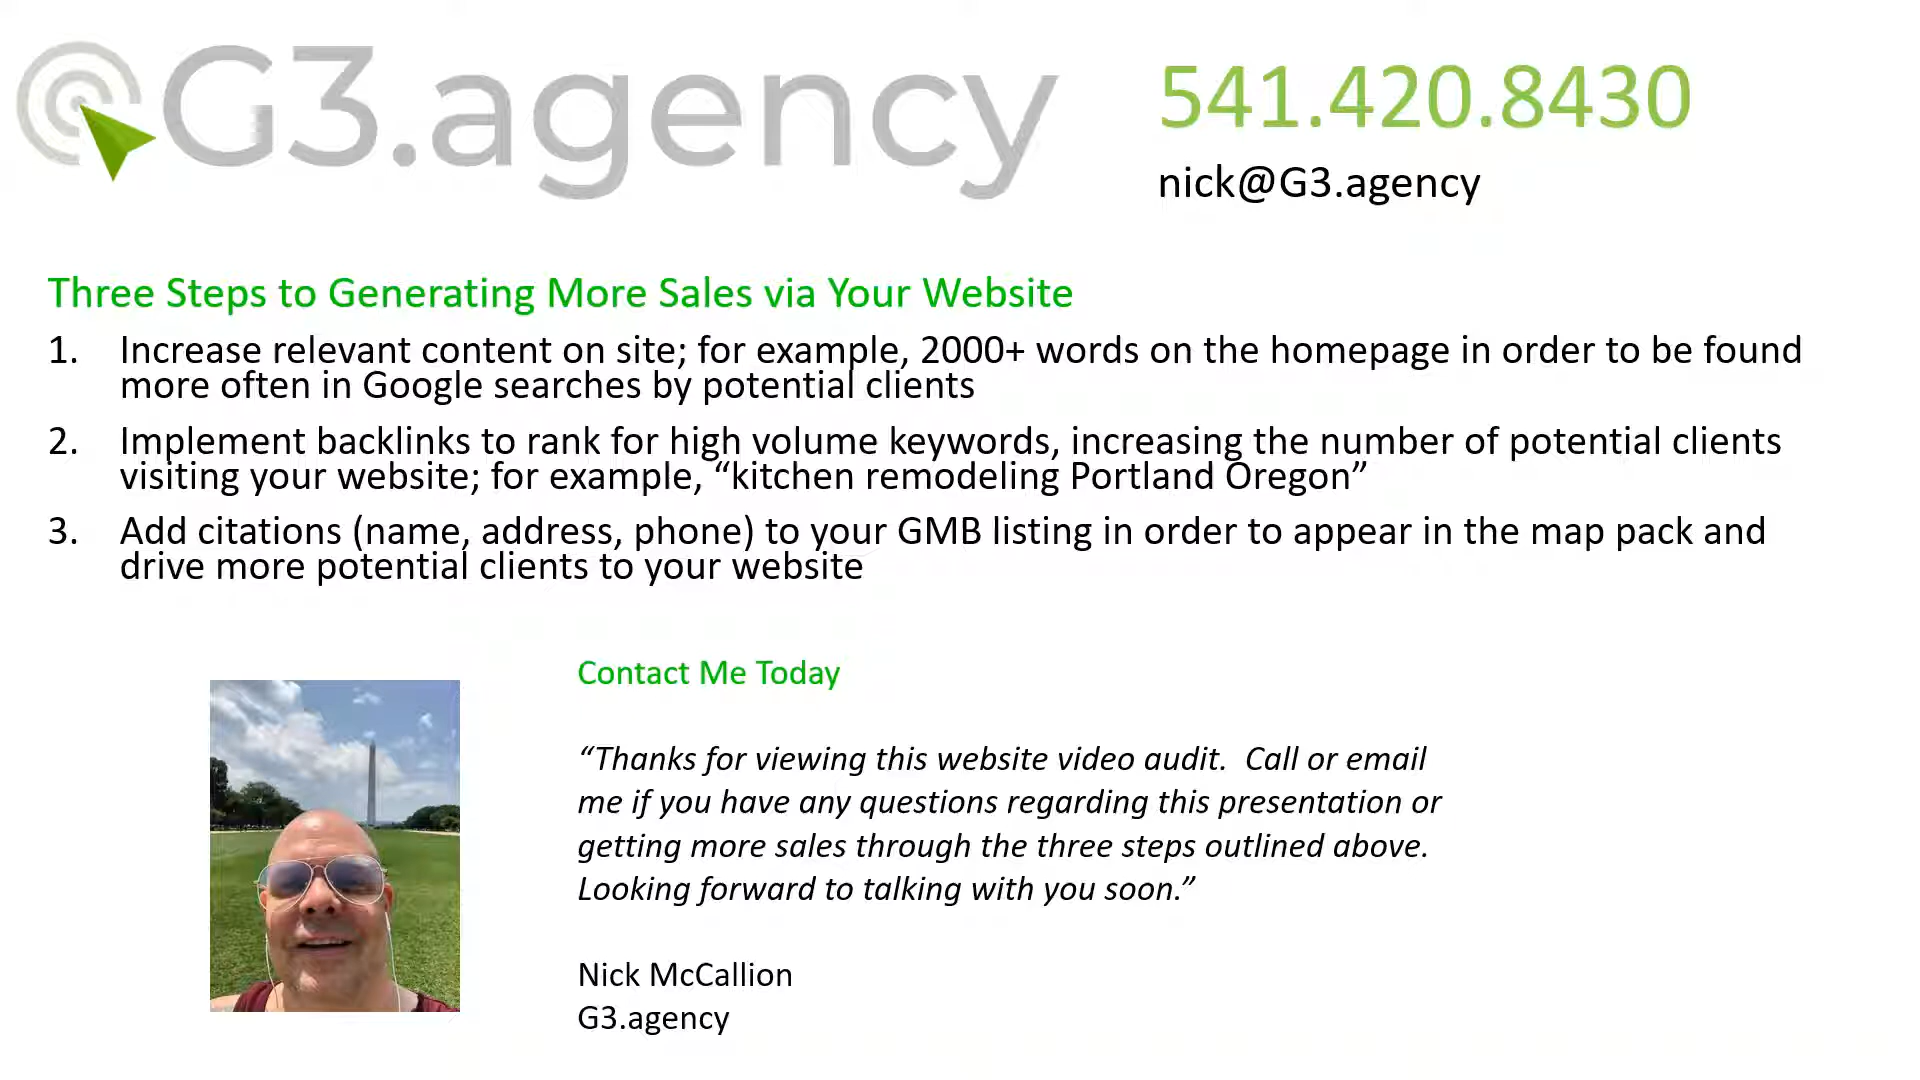 G3.agency
541.420.8430
nick@G3.agency
Three Steps to Generating More Sales via Your Website
1. Increase relevant content on site; for example, 2000+ words on the homepage in order to be found
more often in Google searches by potential clients
2. Implement backlinks to rank for high volume keywords, increasing the number of potential clients
visiting your website; for example, “kitchen remodeling Portland Oregon”
3. Add citations (name, address, phone) to your GMB listing in order to appear in the map pack and
drive more potential clients to your website
Contact Me Today
“Thanks for viewing this website video audit.  Call or email
me if you have any questions regarding this presentation or
getting more sales through the three steps outlined above.
Looking forward to talking with you soon.”
Nick McCallion
G3.agency